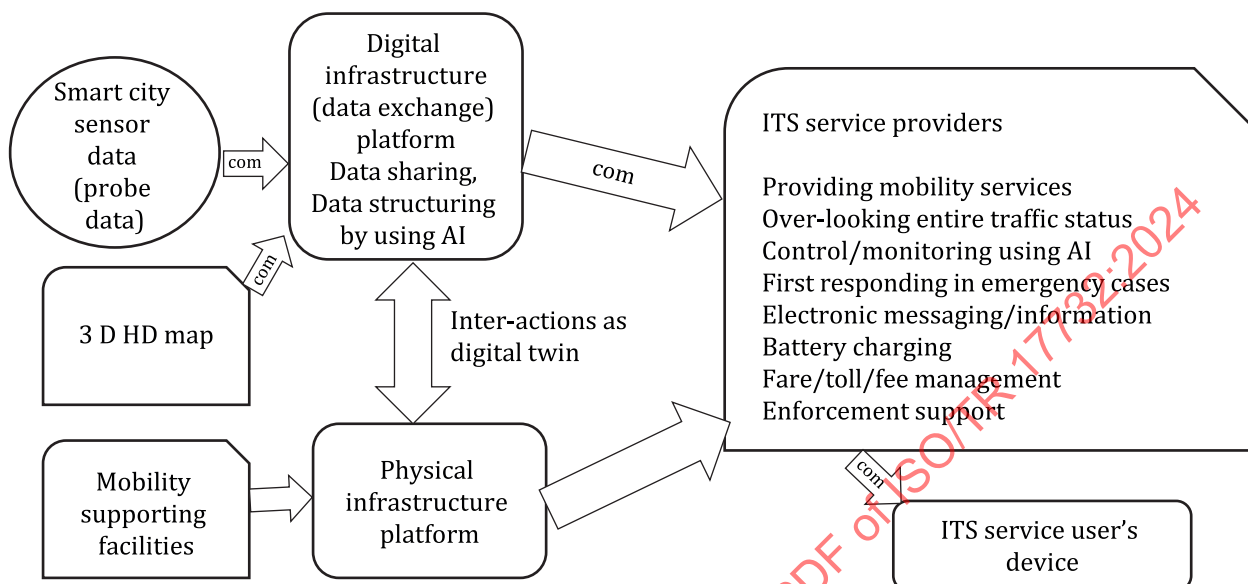 Smart city
sensor
data
(probe
data)
com
Digital
infrastructure
(data exchange)
platform
Data sharing,
Data structuring
by using AI
com
3 D HD map
com
Inter-actions as
digital twin
Mobility
supporting
facilities
Physical
infrastructure
platform
ITS service providers
Providing mobility services
Over-looking entire traffic status
Control/monitoring using AI
First responding in emergency cases
Electronic messaging/information
Battery charging
Fare/toll/fee management
Enforcement support
com
ITS service user's
device
PDF of ISO/TR 17732:2024